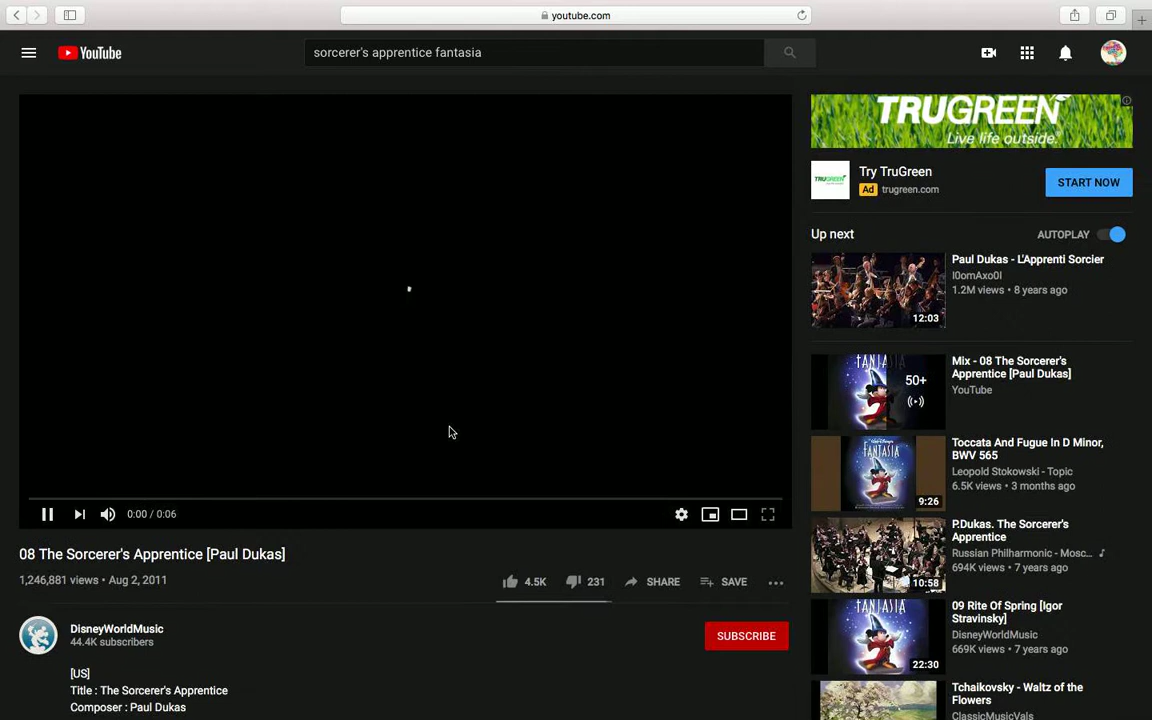 youtube.com
YouTube
sorcerer's apprentice fantasia
TRUGREEN
Live life outside.
TRUGREEN
Try TruGreen
Ad trugreen.com
START NOW
Up next
AUTOPLAY
Paul Dukas - L'Apprenti Sorcier
l0omAxo0l
1.2M views • 8 years ago
12:03
FANTASIA
50+
Mix - 08 The Sorcerer's
Apprentice [Paul Dukas]
YouTube
FANTASIA
9:26
Toccata And Fugue In D Minor,
BWV 565
Leopold Stokowski - Topic
6.5K views • 3 months ago
10:58
P.Dukas. The Sorcerer's
Apprentice
Russian Philharmonic - Mosc...
694K views • 7 years ago
FANTASIA
22:30
09 Rite Of Spring [Igor
Stravinsky]
DisneyWorldMusic
669K views • 7 years ago
Tchaikovsky - Waltz of the
Flowers
ClassicMusicVals
0:00 / 0:06
08 The Sorcerer's Apprentice [Paul Dukas]
1,246,881 views • Aug 2, 2011
4.5K
231
SHARE
SAVE
DisneyWorldMusic
44.4K subscribers
SUBSCRIBE
[US]
Title : The Sorcerer's Apprentice
Composer : Paul Dukas